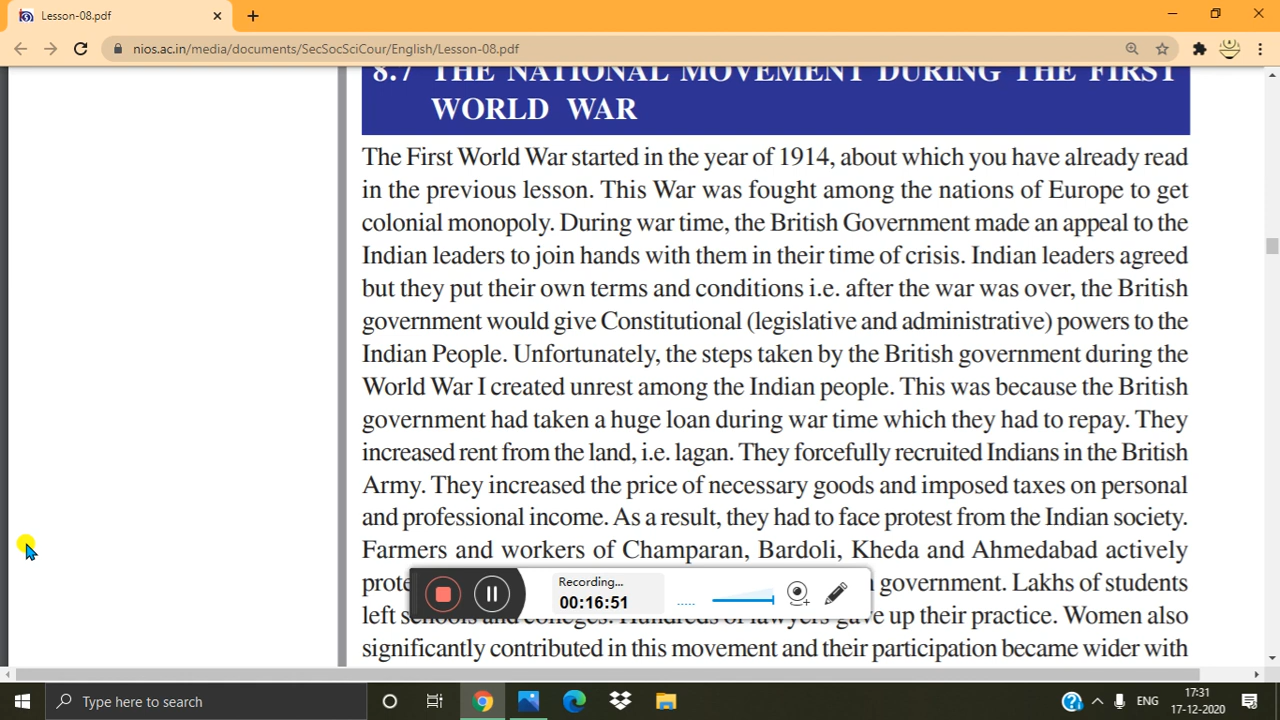 Lesson-08.pdf
nios.ac.in/media/documents/SecSocSciCour/English/Lesson-08.pdf
8.7 THE NATIONAL MOVEMENT DURING THE FIRST
WORLD WAR
The First World War started in the year of 1914, about which you have already read
in the previous lesson. This War was fought among the nations of Europe to get
colonial monopoly. During war time, the British Government made an appeal to the
Indian leaders to join hands with them in their time of crisis. Indian leaders agreed
but they put their own terms and conditions i.e. after the war was over, the British
government would give Constitutional (legislative and administrative) powers to the
Indian People. Unfortunately, the steps taken by the British government during the
World War I created unrest among the Indian people. This was because the British
government had taken a huge loan during war time which they had to repay. They
increased rent from the land, i.e. lagan. They forcefully recruited Indians in the British
Army. They increased the price of necessary goods and imposed taxes on personal
and professional income. As a result, they had to face protest from the Indian society.
Farmers and workers of Champaran, Bardoli, Kheda and Ahmedabad actively
government. Lakhs of students
left schools and colleges. Hundreds of lawyers gave up their practice. Women also
significantly contributed in this movement and their participation became wider with
Recording...
00:16:51
Type here to search
ENG
17:31
17-12-2020